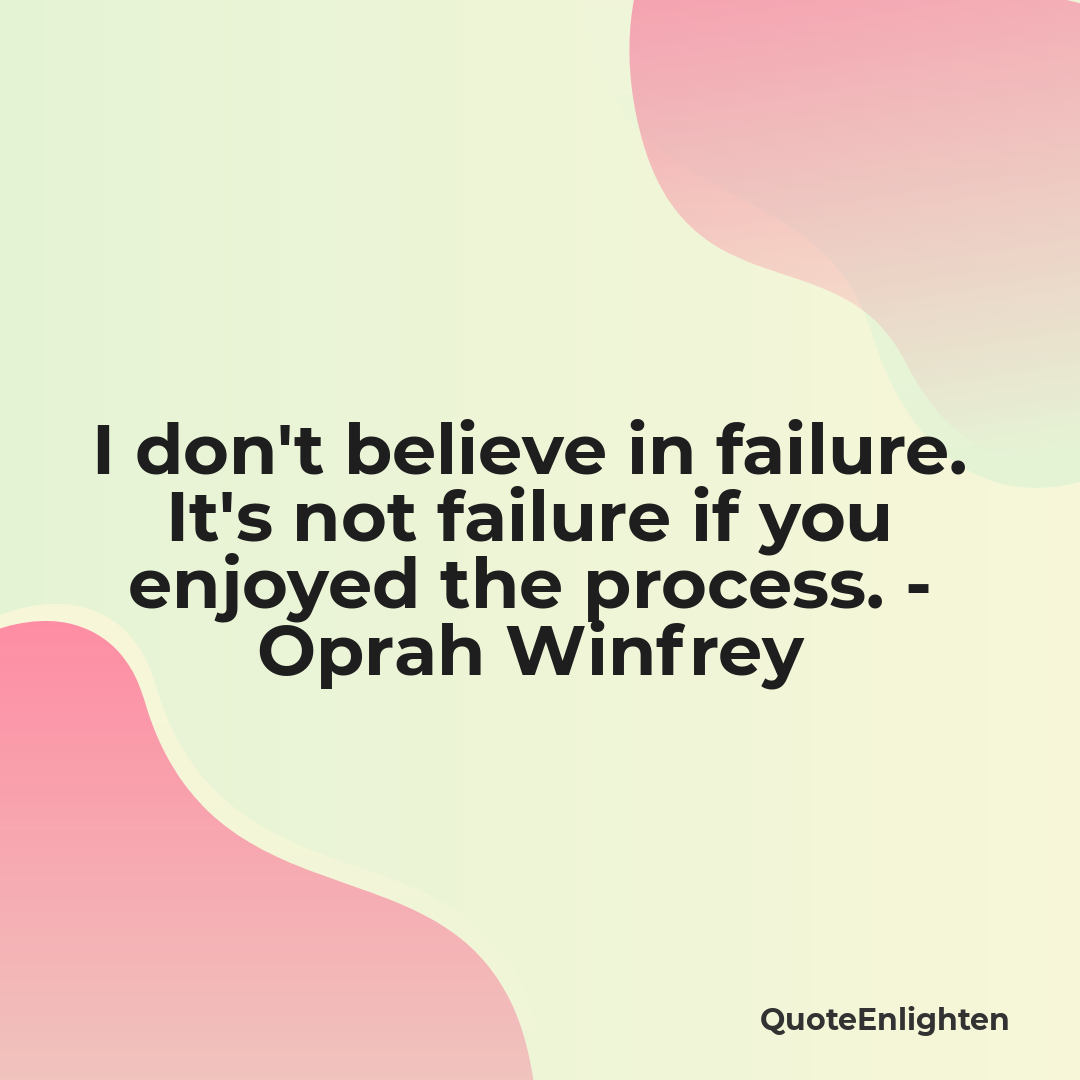 I don't believe in failure.
It's not failure if you
enjoyed the process. -
Oprah Winfrey
QuoteEnlighten